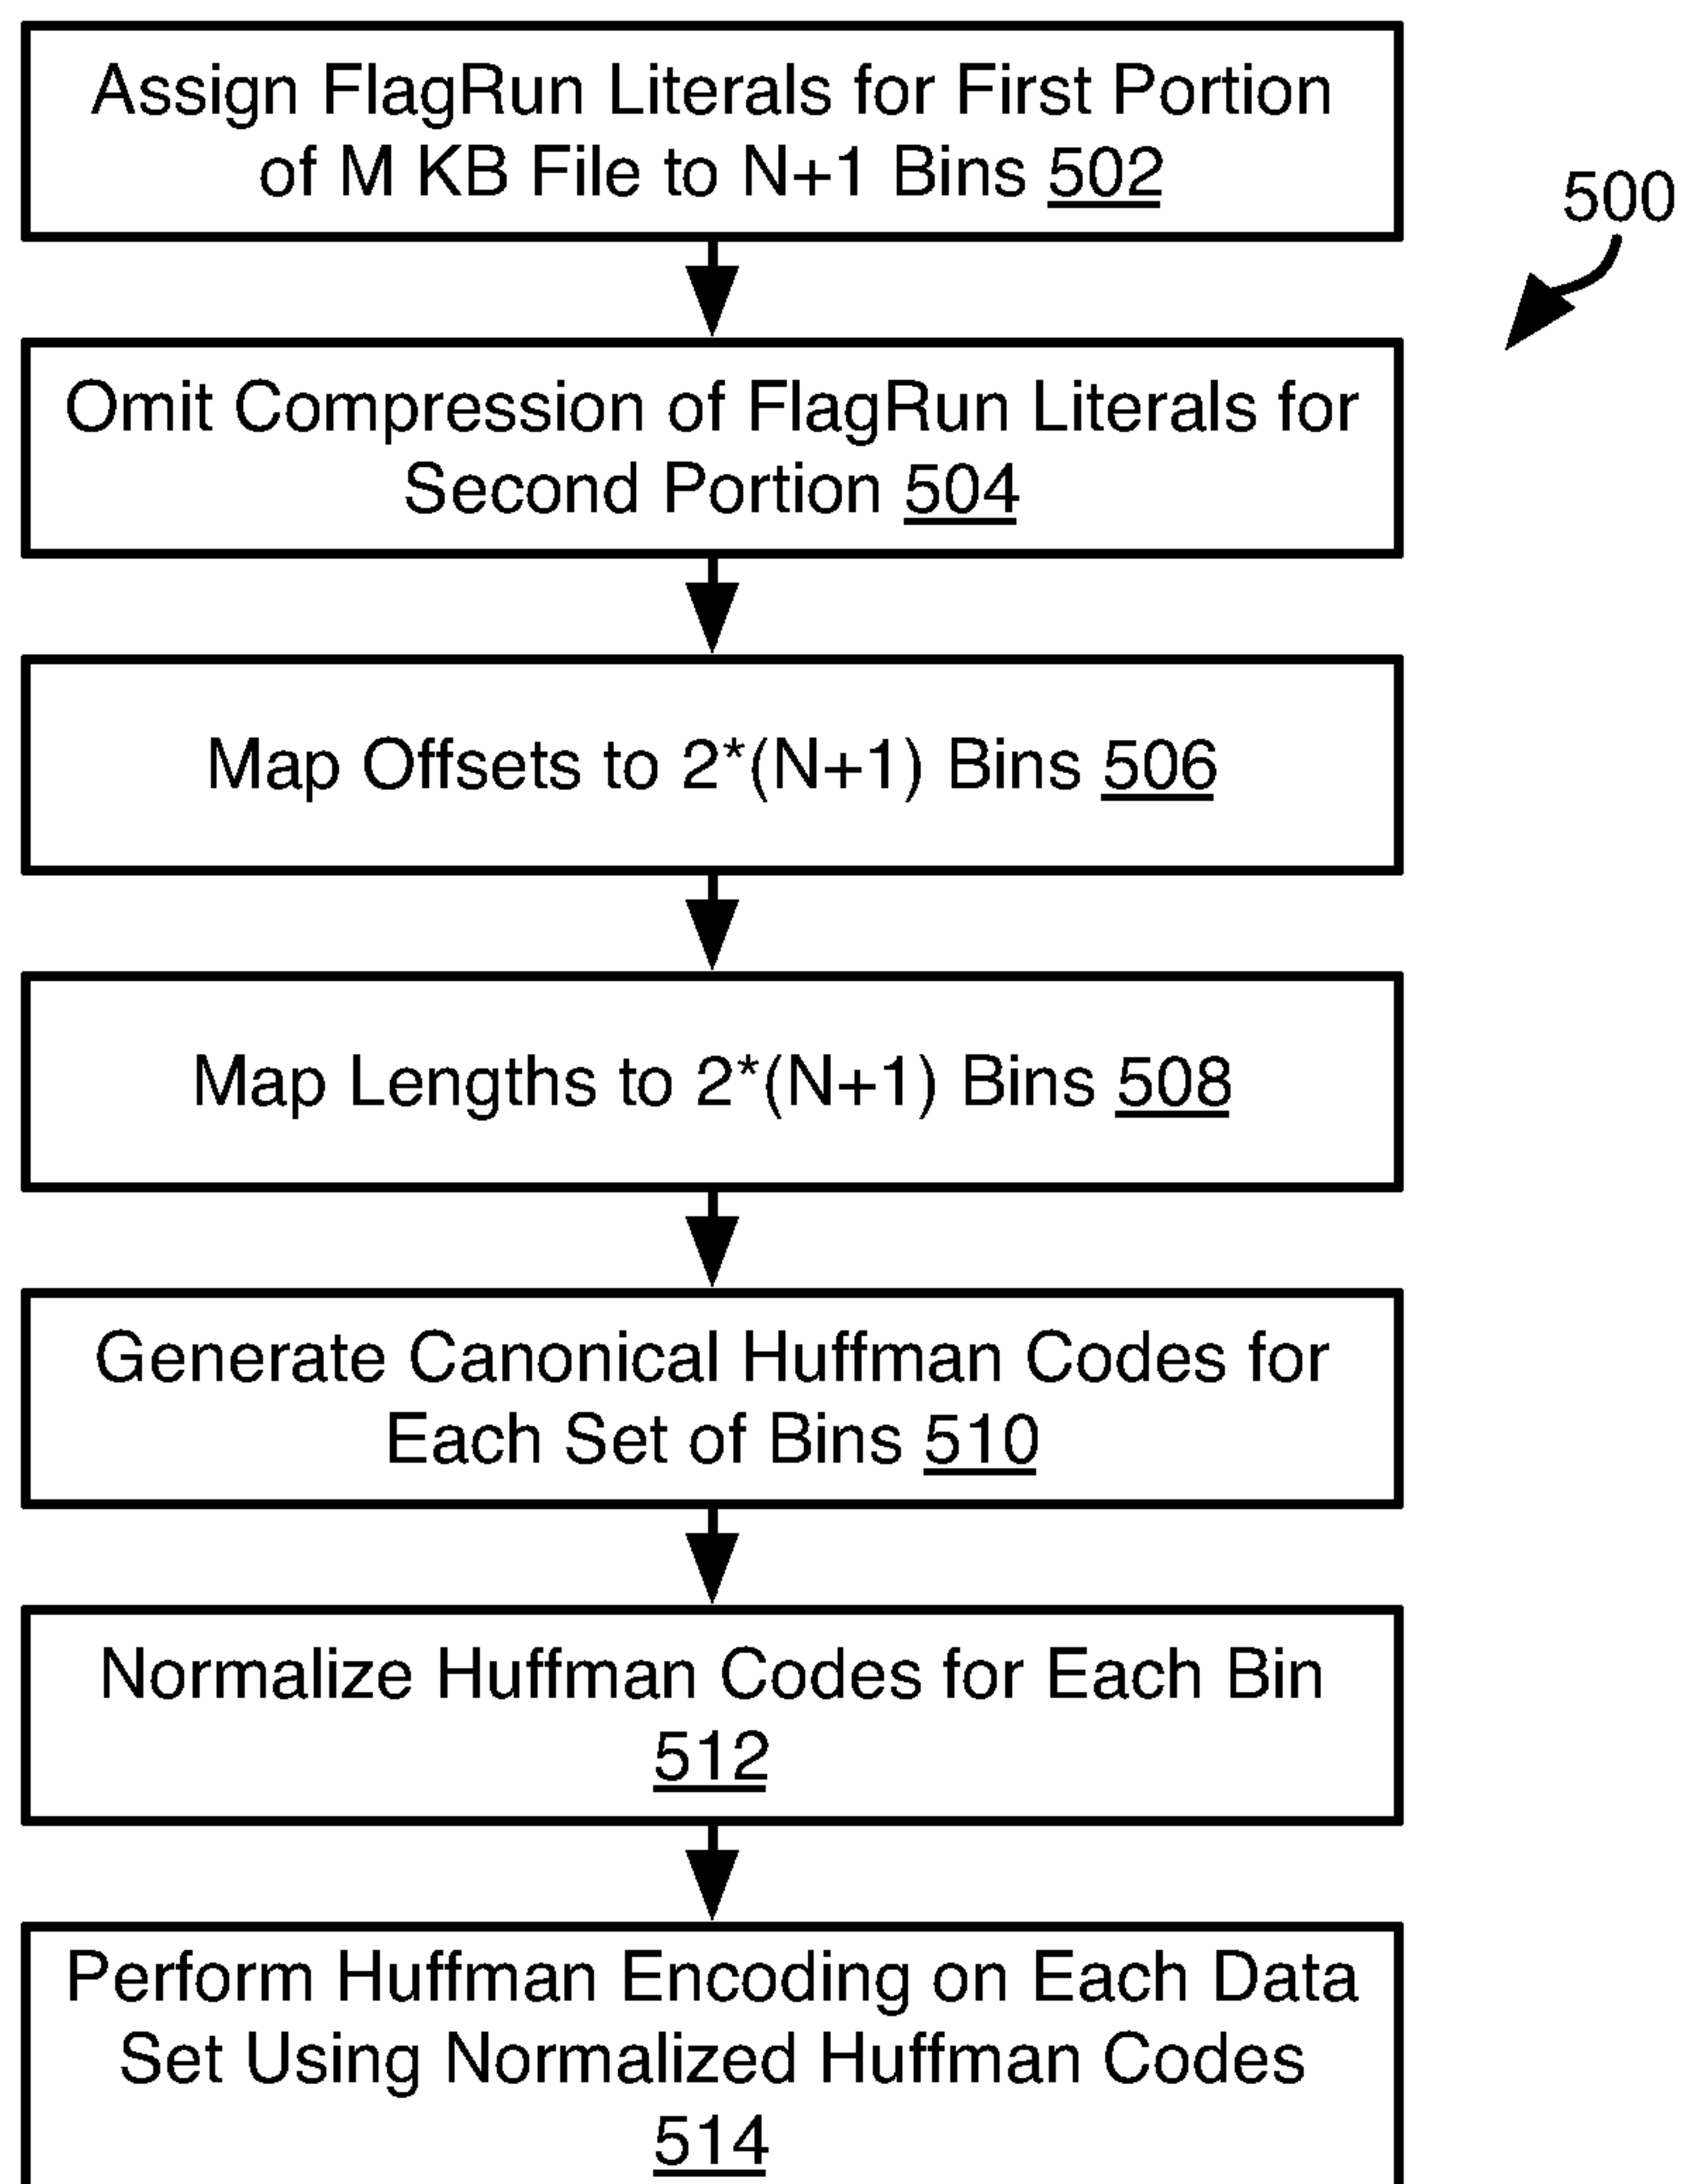 Assign FlagRun Literals for First Portion
of M KB File to N+1 Bins 502
500
Omit Compression of FlagRun Literals for
Second Portion 504
Map Offsets to 2*(N+1) Bins 506
Map Lengths to 2*(N+1) Bins 508
Generate Canonical Huffman Codes for
Each Set of Bins 510
Normalize Huffman Codes for Each Bin
512
Perform Huffman Encoding on Each Data
Set Using Normalized Huffman Codes
514